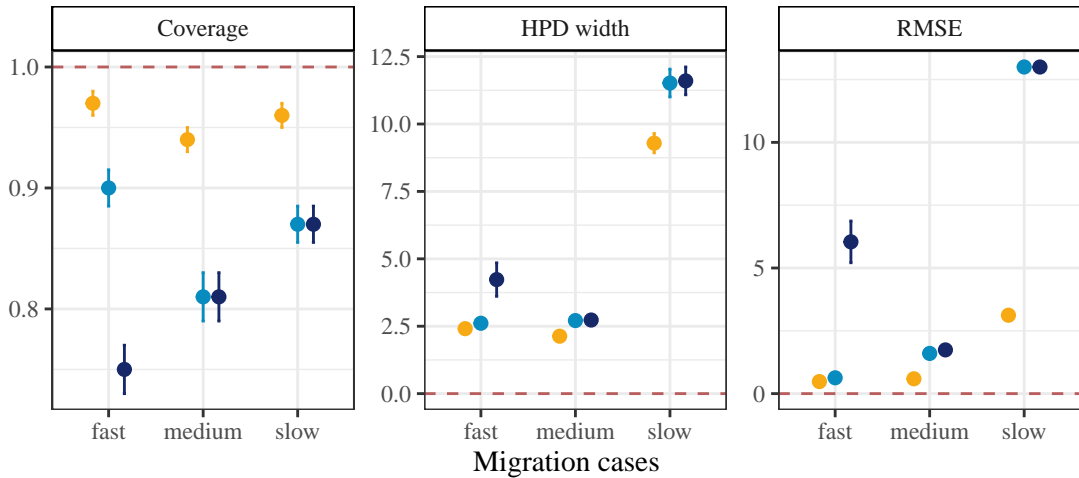 Coverage
HPD width
RMSE
1.0
0.9
0.8
12.5
10.0
7.5
5.0
2.5
0.0
10
5
0
fast medium slow
fast medium slow
fast medium slow
Migration cases